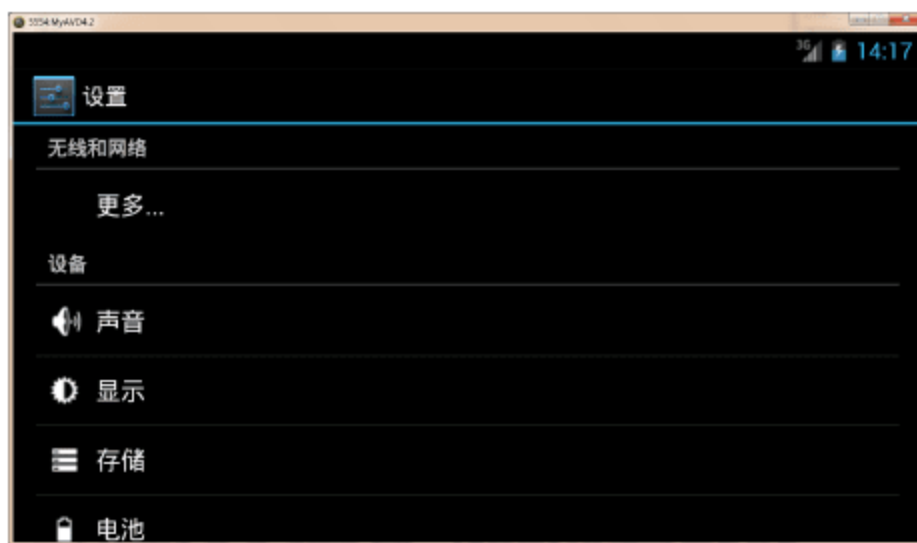 5554:MyAVD4.2
3G 14:17
设置
无线和网络
更多...
设备
声音
显示
存储
电池